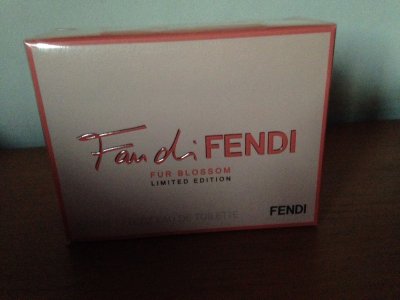 Fan di FENDI
FUR BLOSSOM
LIMITED EDITION
EAU DE TOILETTE
FENDI